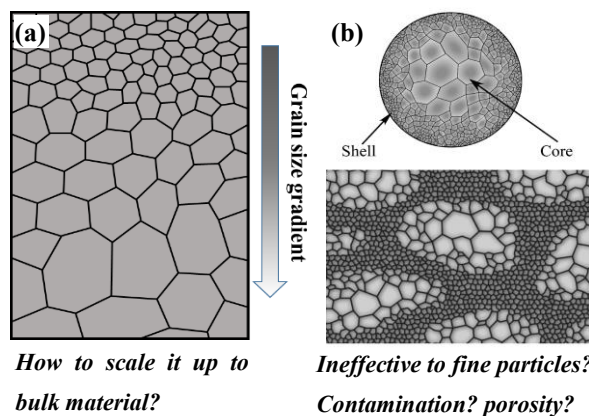 (a)
Grain size gradient
How to scale it up to
bulk material?
(b)
Shell
Core
Ineffective to fine particles?
Contamination? porosity?